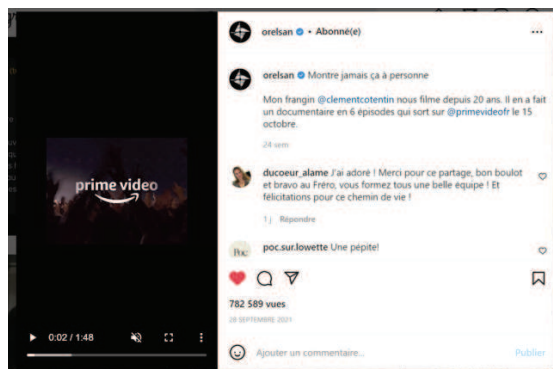 orelsan • Abonné(e)
orelsan Montre jamais ça à personne
Mon frangin @clementcotentin nous filme depuis 20 ans. Il en a fait
un documentaire en 6 épisodes qui sort sur @primevideofr le 15
octobre.
24 sem
ducoeur_alame J'ai adoré ! Merci pour ce partage, bon boulot
et bravo au Fréro, vous formez tous une belle équipe ! Et
félicitations pour ce chemin de vie !
1 j Répondre
poc.sur.lowette Une pépite!
Poc
prime video
782 589 vues
28 SEPTEMBRE 2021
0:02 / 1:48
Ajouter un commentaire...
Publier